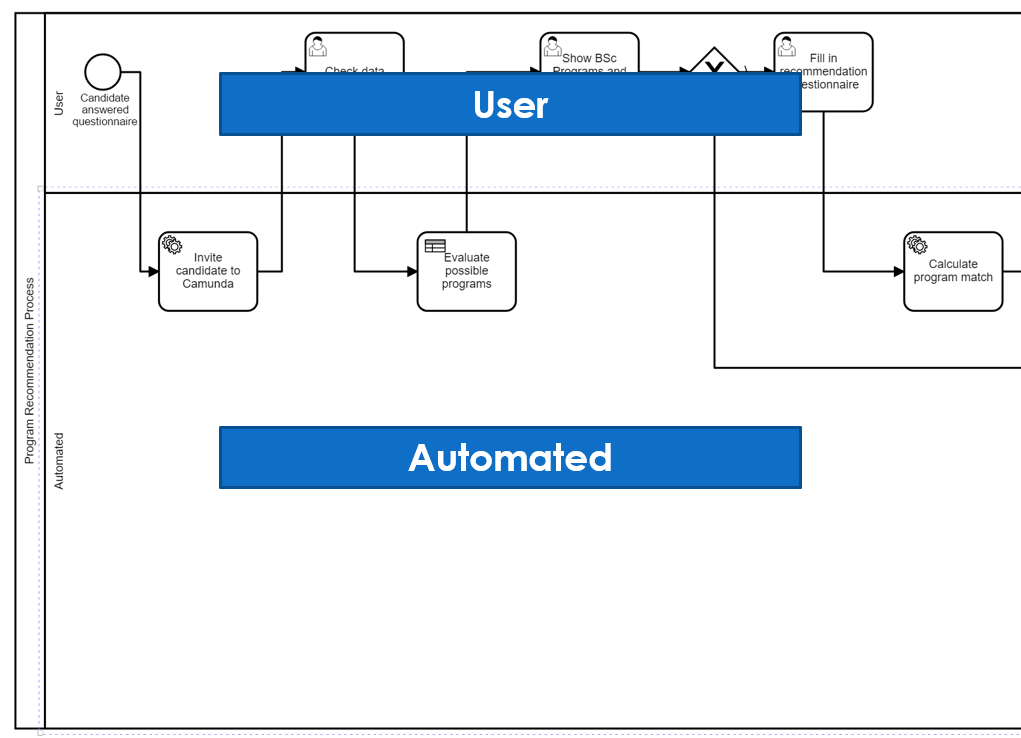 Program Recommendation Process
User
Candidate
answered
questionnaire
Check data
Show BSc
Programs and
Fill in
recommendation
estionnaire
User
Automated
Invite
candidate to
Camunda
Evaluate
possible
programs
Calculate
program match
Automated